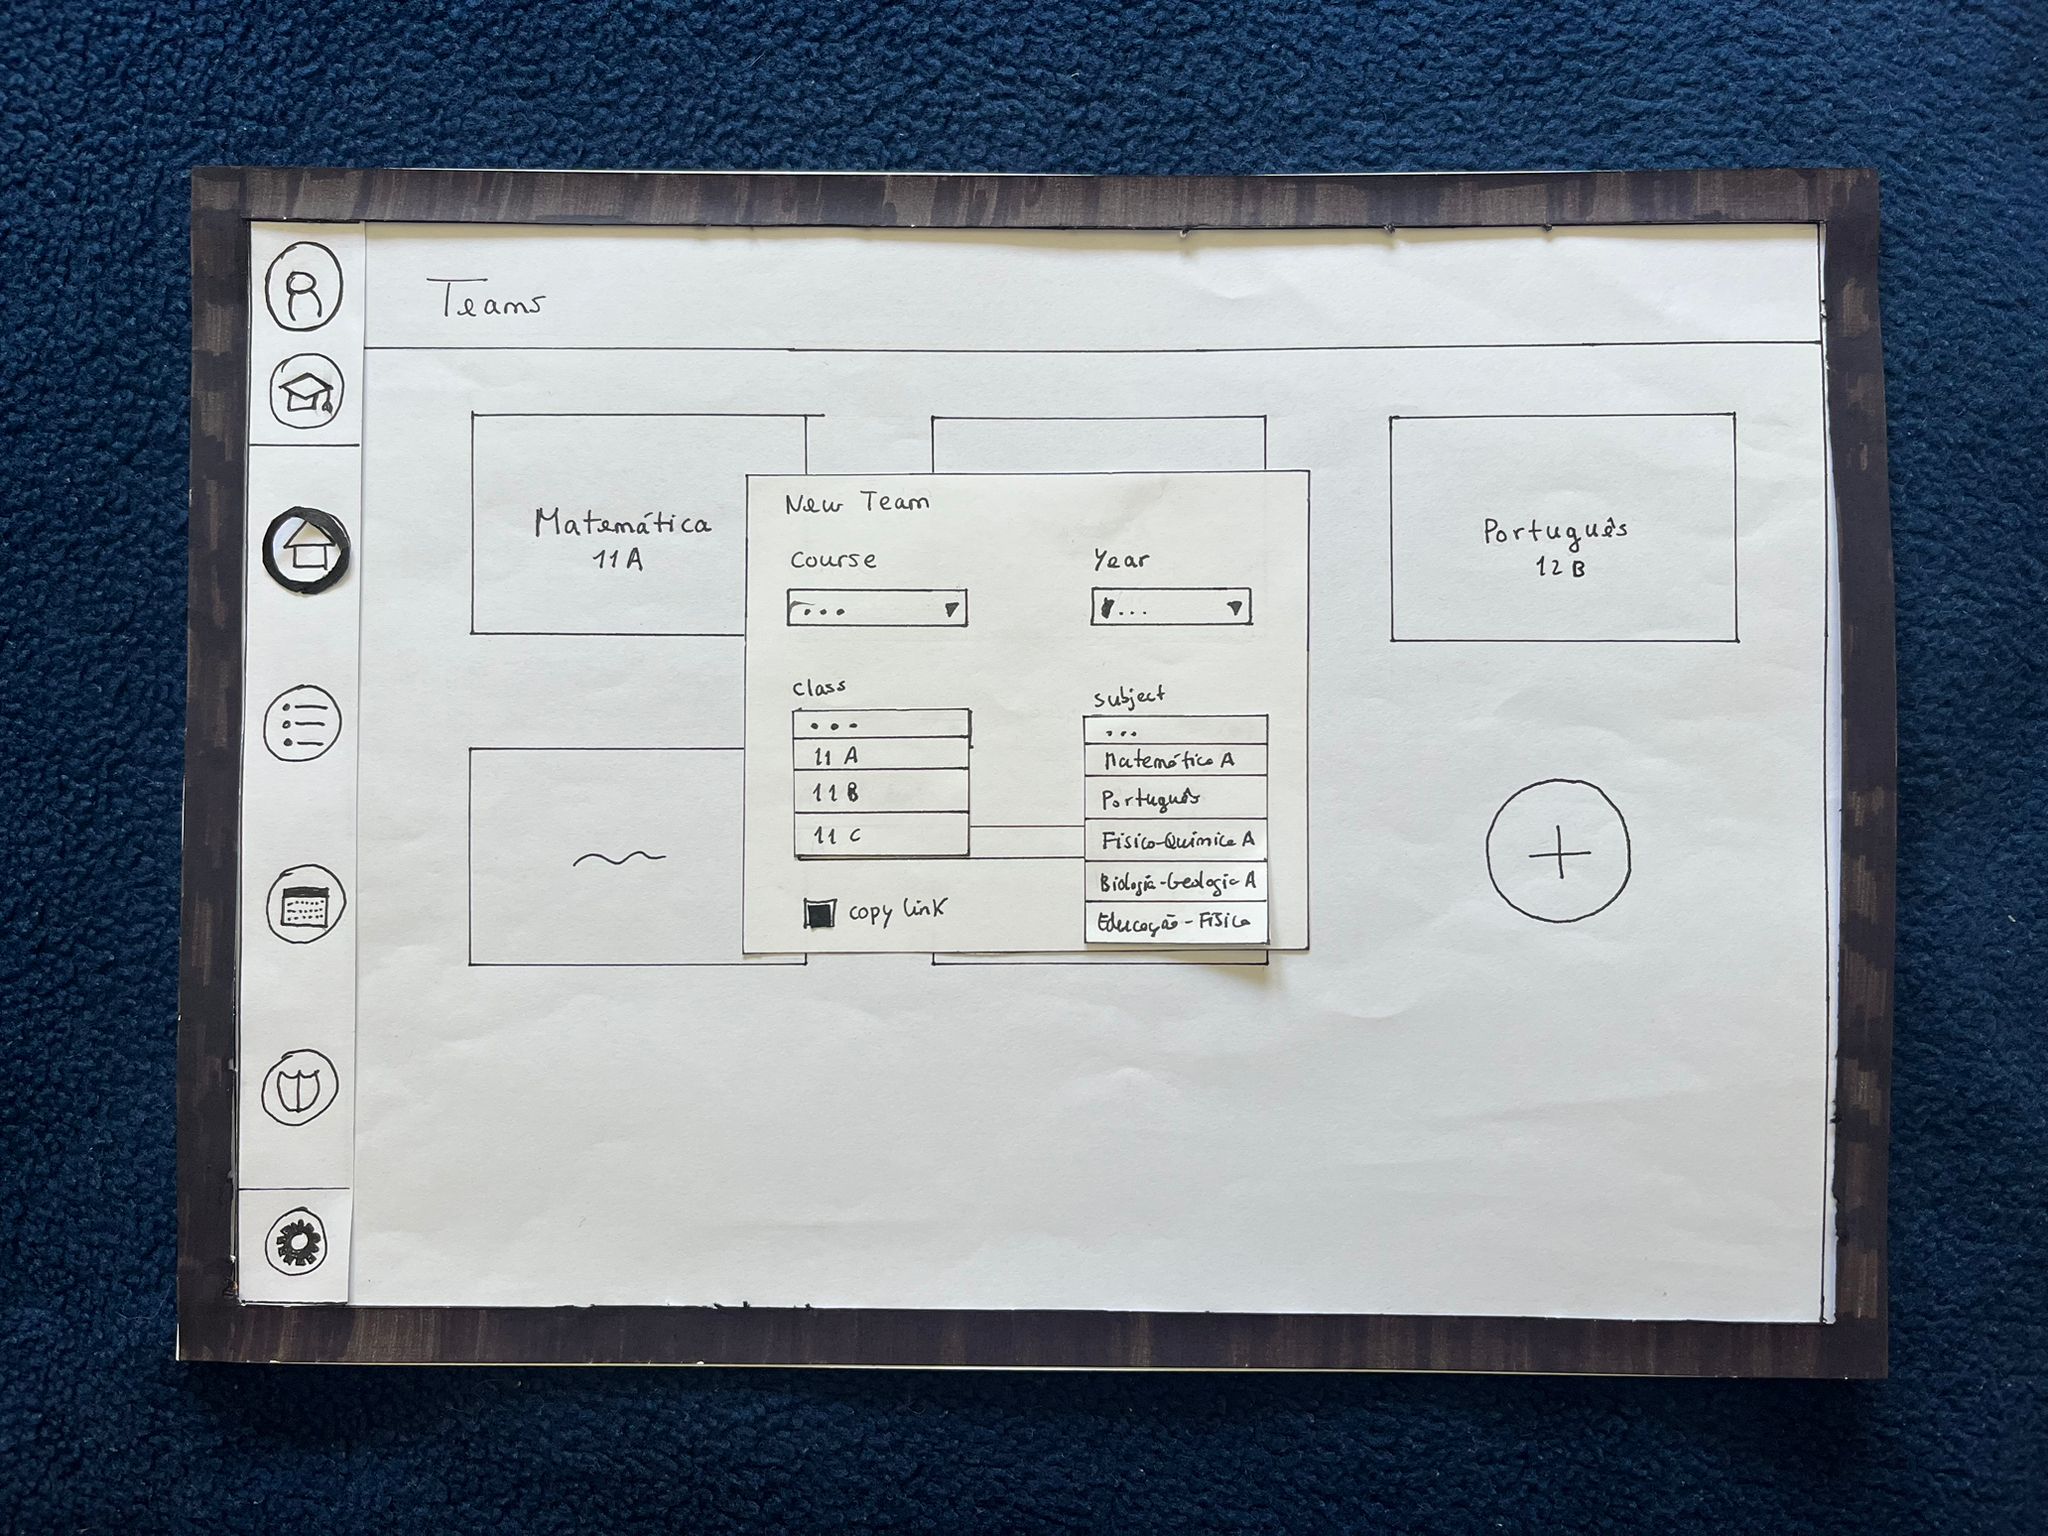 Teams
Matemática
11 A
Português
12 B
New Team
Course
Year
...
...
Class
Subject
...
11 A
11 B
11 C
...
Matemática A
Português
Físico-Química A
Biologia-Geologia A
Educação-Física
copy link